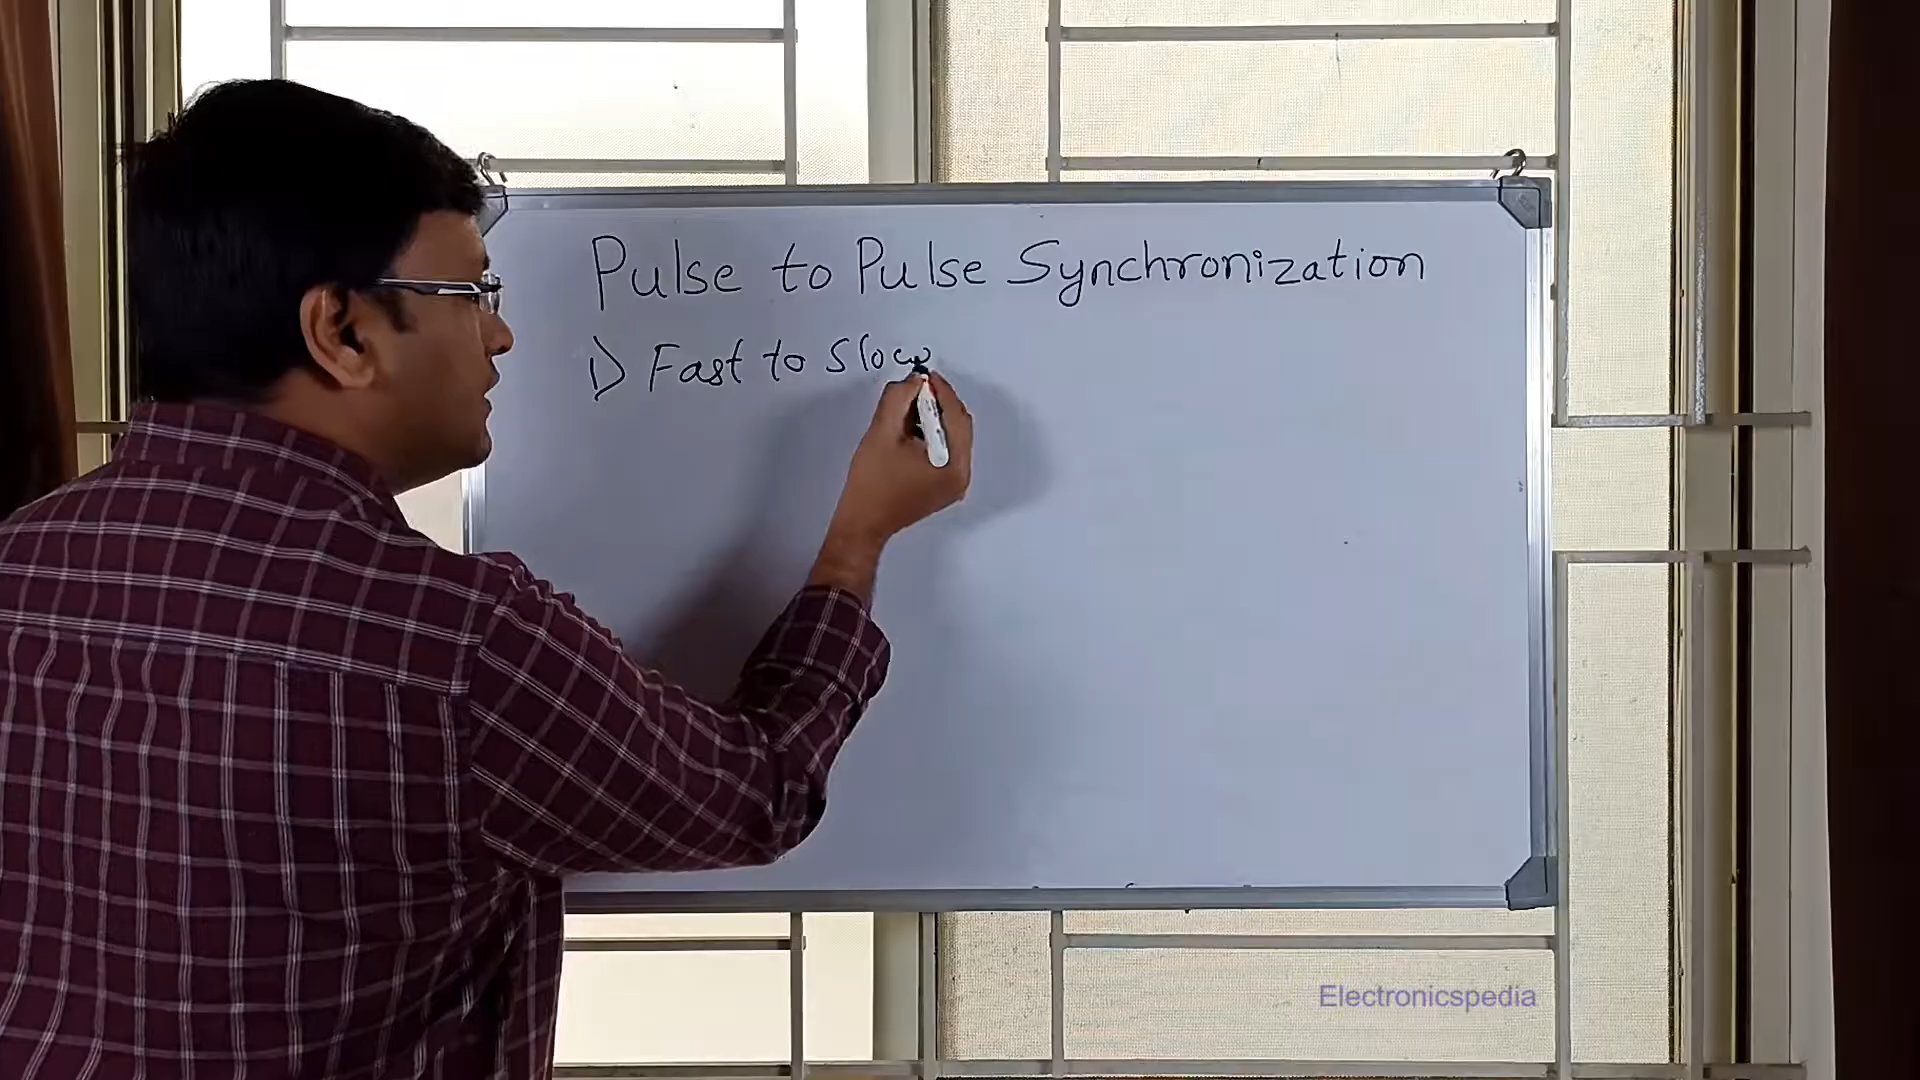 Pulse to Pulse Synchronization
1) Fast to Slow
Electronicspedia